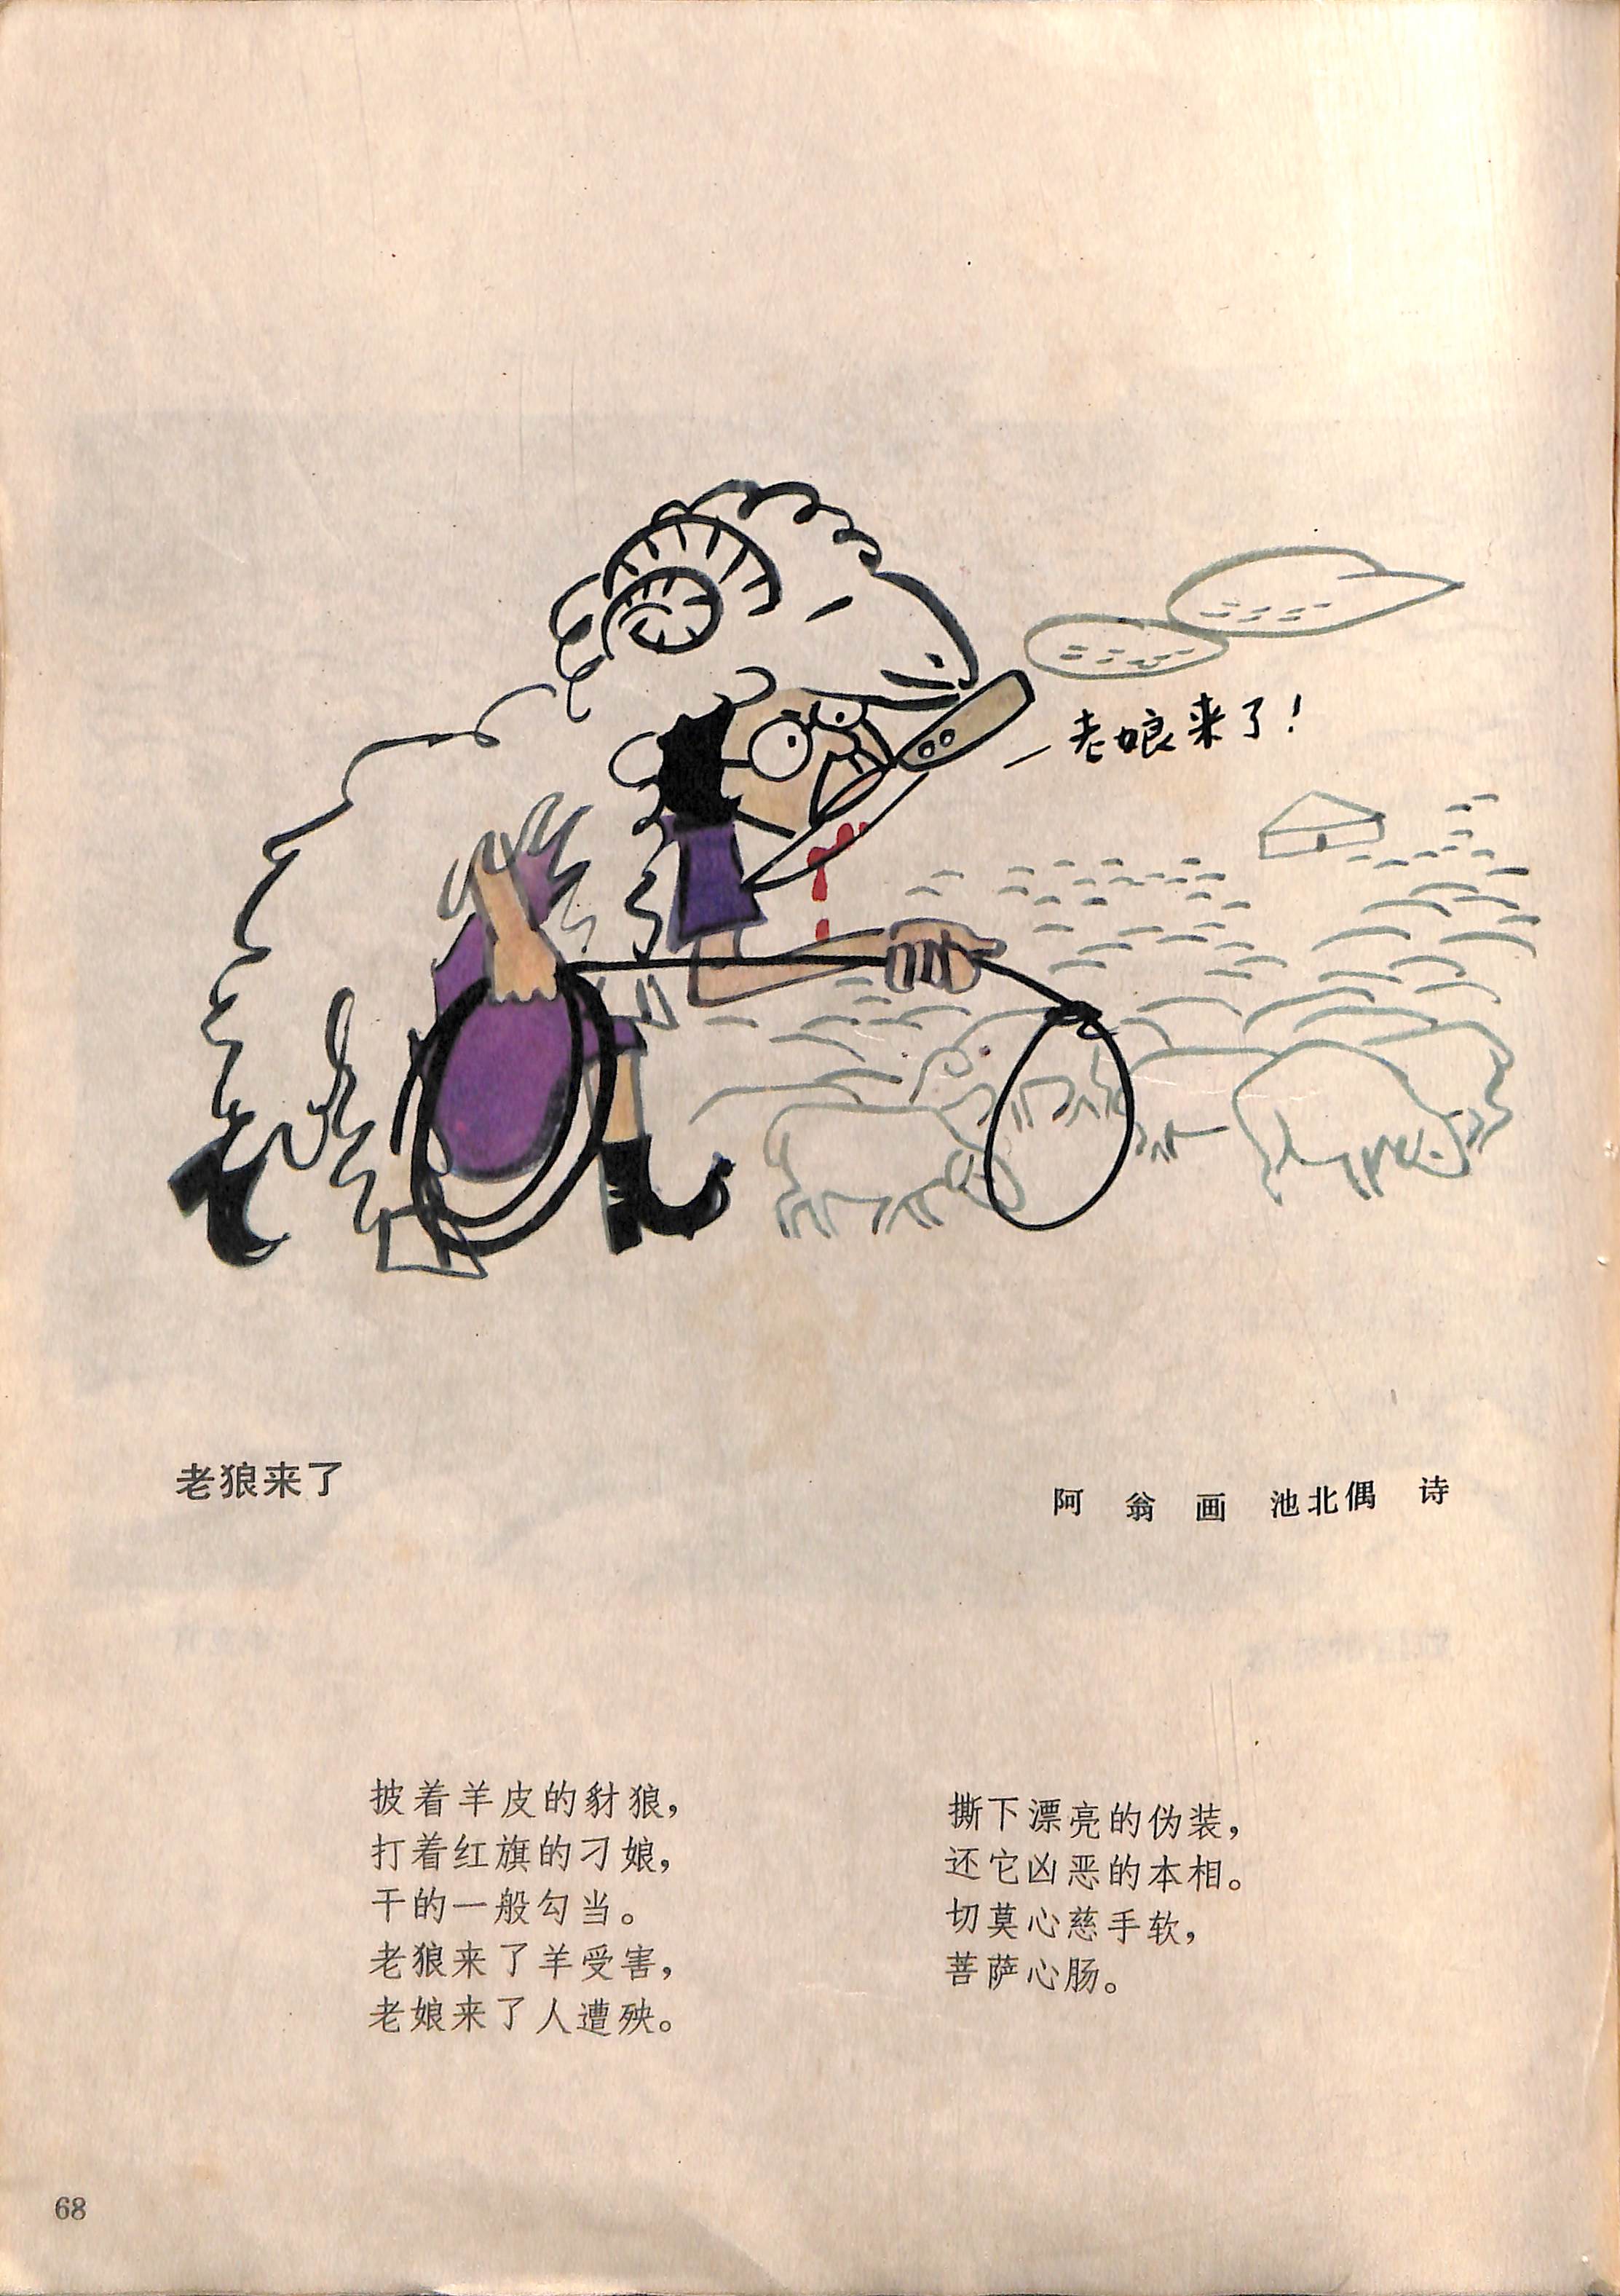 老娘来了！
老狼来了
阿 翁 画 池北偶 诗
披着羊皮的豺狼，
打着红旗的刁娘，
干的一般勾当。
老狼来了羊受害，
老娘来了人遭殃。
撕下漂亮的伪装，
还它凶恶的本相。
切莫心慈手软，
菩萨心肠。
68